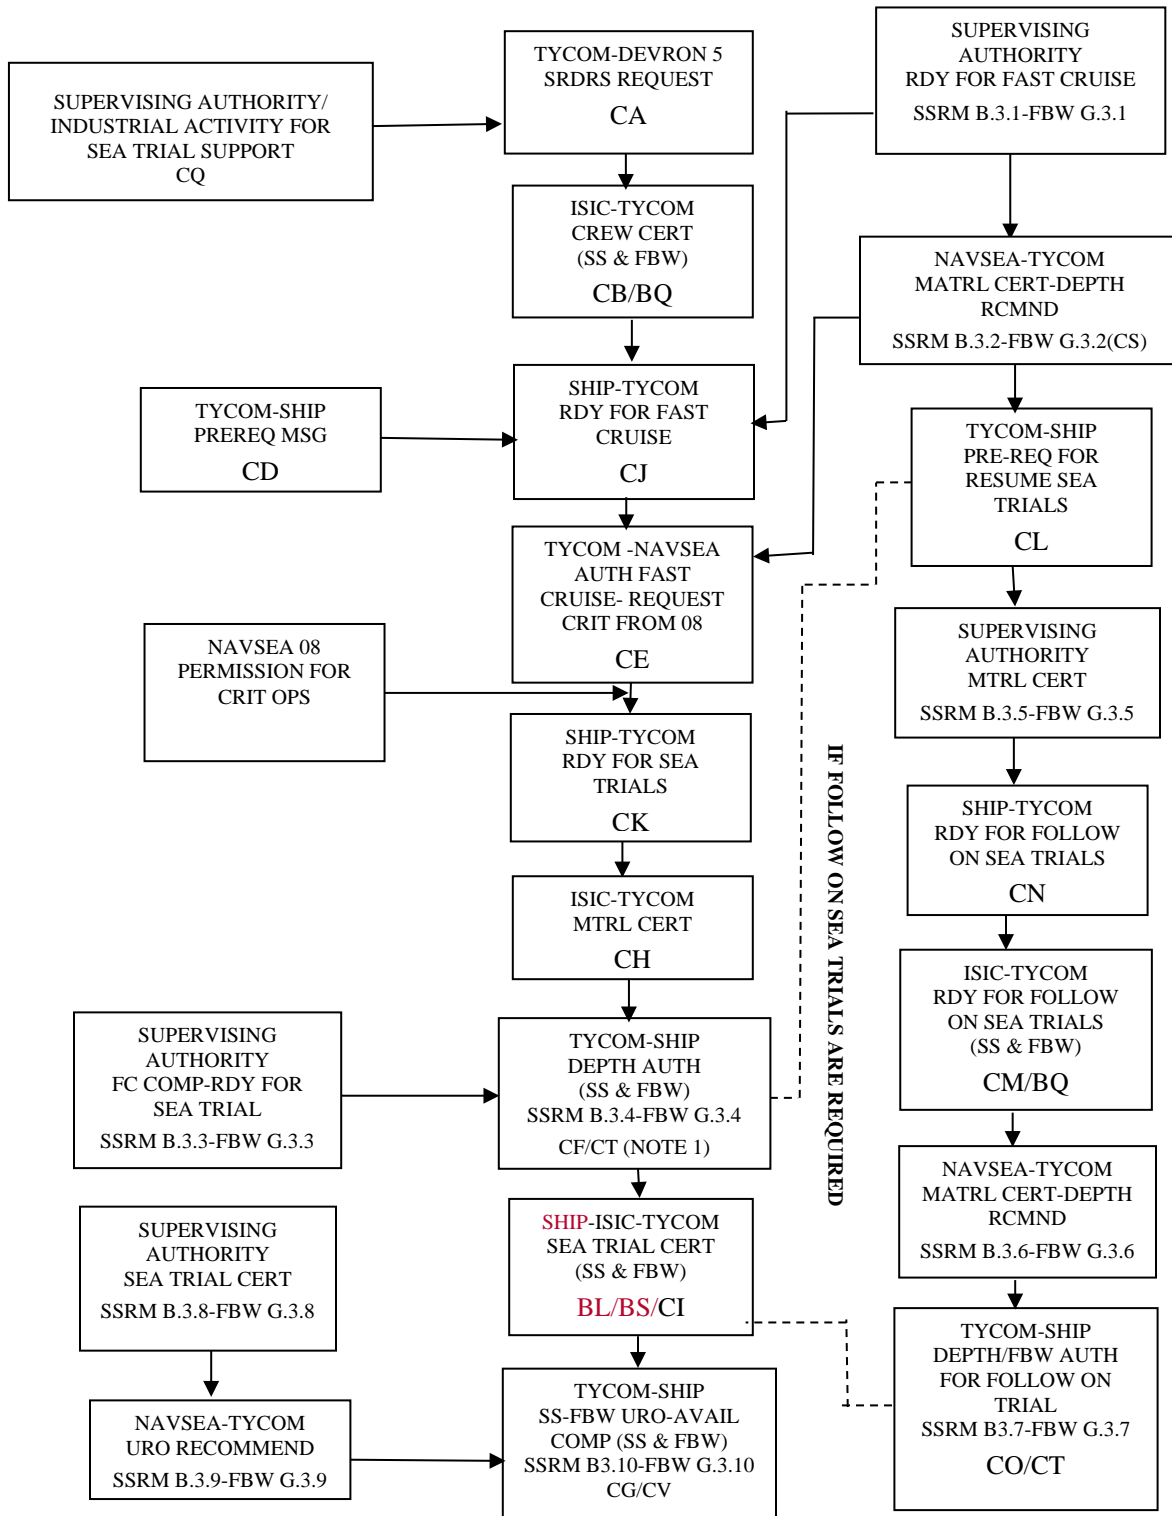 SUPERVISING AUTHORITY/
INDUSTRIAL ACTIVITY FOR
SEA TRIAL SUPPORT
CQ
TYCOM-DEVRON 5
SRDRS REQUEST
CA
SUPERVISING
AUTHORITY
RDY FOR FAST CRUISE
SSRM B.3.1-FBW G.3.1
ISIC-TYCOM
CREW CERT
(SS & FBW)
CB/BQ
NAVSEA-TYCOM
MATRL CERT-DEPTH
RCMND
SSRM B.3.2-FBW G.3.2(CS)
TYCOM-SHIP
PREREQ MSG
CD
SHIP-TYCOM
RDY FOR FAST
CRUISE
CJ
TYCOM-SHIP
PRE-REQ FOR
RESUME SEA
TRIALS
CL
TYCOM -NAVSEA
AUTH FAST
CRUISE- REQUEST
CRIT FROM 08
CE
NAVSEA 08
PERMISSION FOR
CRIT OPS
SUPERVISING
AUTHORITY
MTRL CERT
SSRM B.3.5-FBW G.3.5
SHIP-TYCOM
RDY FOR SEA
TRIALS
CK
IF FOLLOW ON SEA TRIALS ARE REQUIRED
SHIP-TYCOM
RDY FOR FOLLOW
ON SEA TRIALS
CN
ISIC-TYCOM
MTRL CERT
CH
ISIC-TYCOM
RDY FOR FOLLOW
ON SEA TRIALS
(SS & FBW)
CM/BQ
SUPERVISING
AUTHORITY
FC COMP-RDY FOR
SEA TRIAL
SSRM B.3.3-FBW G.3.3
TYCOM-SHIP
DEPTH AUTH
(SS & FBW)
SSRM B.3.4-FBW G.3.4
CF/CT (NOTE 1)
NAVSEA-TYCOM
MATRL CERT-DEPTH
RCMND
SSRM B.3.6-FBW G.3.6
SUPERVISING
AUTHORITY
SEA TRIAL CERT
SSRM B.3.8-FBW G.3.8
SHIP-ISIC-TYCOM
SEA TRIAL CERT
(SS & FBW)
BL/BS/CI
TYCOM-SHIP
DEPTH/FBW AUTH
FOR FOLLOW ON
TRIAL
SSRM B3.7-FBW G.3.7
CO/CT
NAVSEA-TYCOM
URO RECOMMEND
SSRM B.3.9-FBW G.3.9
TYCOM-SHIP
SS-FBW URO-AVAIL
COMP (SS & FBW)
SSRM B3.10-FBW G.3.10
CG/CV